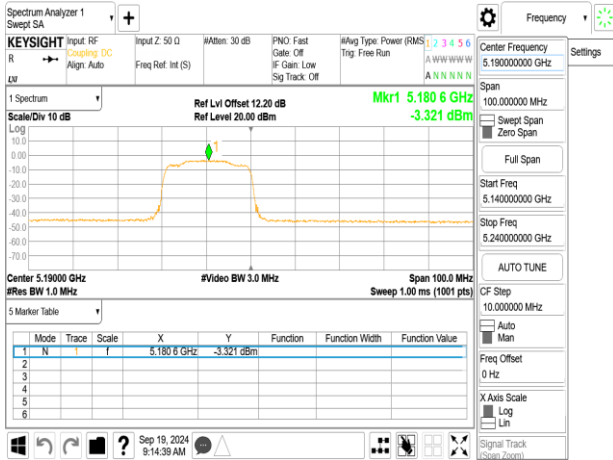 Spectrum Analyzer 1
Swept SA
Frequency
Settings
KEYSIGHT
R
Input: RF
Coupling: DC
Align: Auto
Input Z: 50 Ω
Freq Ref: Int (S)
#Atten: 30 dB
PNO: Fast
Gate: Off
IF Gain: Low
Sig Track: Off
#Avg Type: Power (RMS
Trig: Free Run
1 2 3 4 5 6
A W W W W W
A N N N N N
1 Spectrum
Scale/Div 10 dB
Ref Lvl Offset 12.20 dB
Ref Level 20.00 dBm
Mkr1 5.180 6 GHz
-3.321 dBm
Log
10.0
0.00
-10.0
-20.0
-30.0
-40.0
-50.0
-60.0
-70.0
1
Center 5.19000 GHz
#Res BW 1.0 MHz
#Video BW 3.0 MHz
Span 100.0 MHz
Sweep 1.00 ms (1001 pts)
5 Marker Table
Mode Trace Scale X Y Function Function Width Function Value
1 N 1 f 5.180 6 GHz -3.321 dBm
2
3
4
5
6
Center Frequency
5.190000000 GHz
Span
100.000000 MHz
Swept Span
Zero Span
Full Span
Start Freq
5.140000000 GHz
Stop Freq
5.240000000 GHz
AUTO TUNE
CF Step
10.000000 MHz
Auto
Man
Freq Offset
0 Hz
X Axis Scale
Log
Lin
Signal Track
(Span Zoom)
?
Sep 19, 2024
9:14:39 AM